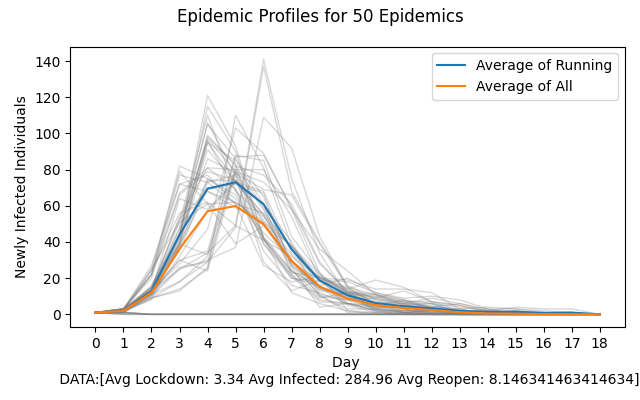 Epidemic Profiles for 50 Epidemics
Average of Running
Average of All
Newly Infected Individuals
140
120
100
80
60
40
20
0
0 1 2 3 4 5 6 7 8 9 10 11 12 13 14 15 16 17 18
Day
DATA:[Avg Lockdown: 3.34 Avg Infected: 284.96 Avg Reopen: 8.146341463414634]